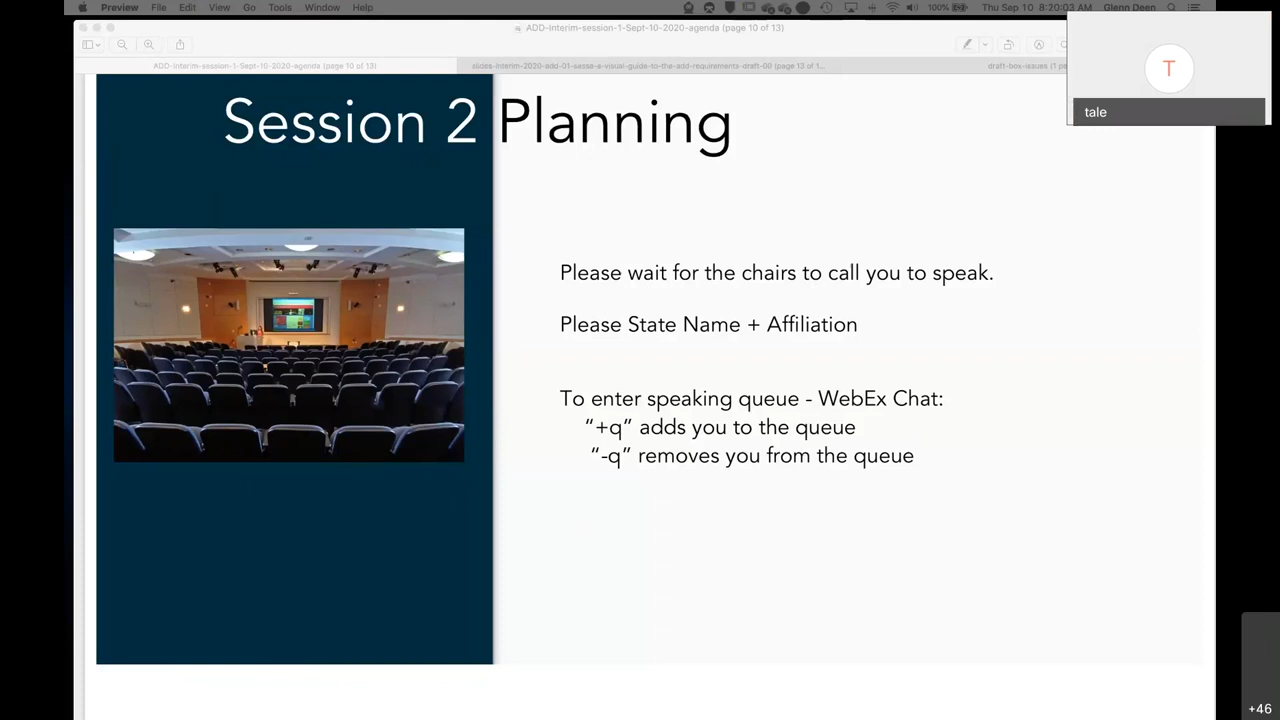 Preview File Edit View Go Tools Window Help
100% Thu Sep 10 8:20:03 AM Glenn Deen
ADD-Interim-session-1-Sept-10-2020-agenda (page 10 of 13)
ADD-Interim-session-1-Sept-10-2020-agenda (page 10 of 13)
slides-interim-2020-add-01-sessa-a-visual-guide-to-the-add-requirements-draft-00 (page 13 of 1...
draft-box-issues (1 pa
T
tale
Session 2 Planning
Please wait for the chairs to call you to speak.
Please State Name + Affiliation
To enter speaking queue - WebEx Chat:
“+q” adds you to the queue
“-q” removes you from the queue
+46